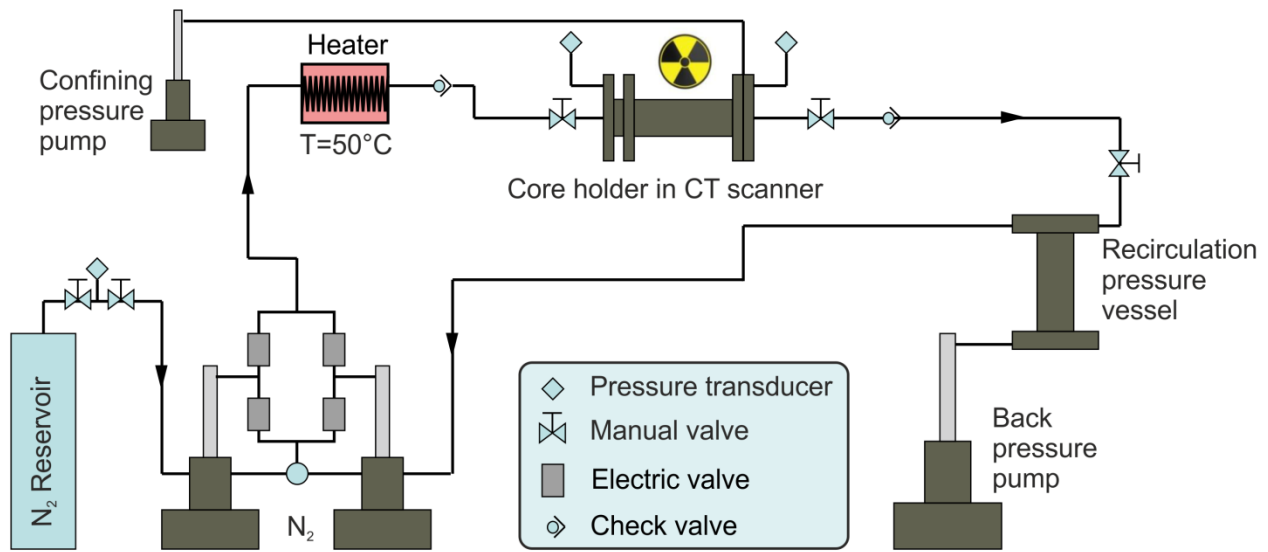 Heater
Confining
pressure
pump
T=50°C
Core holder in CT scanner
Recirculation
pressure
vessel
N₂ Reservoir
N₂
Pressure transducer
Manual valve
Electric valve
Check valve
Back
pressure
pump